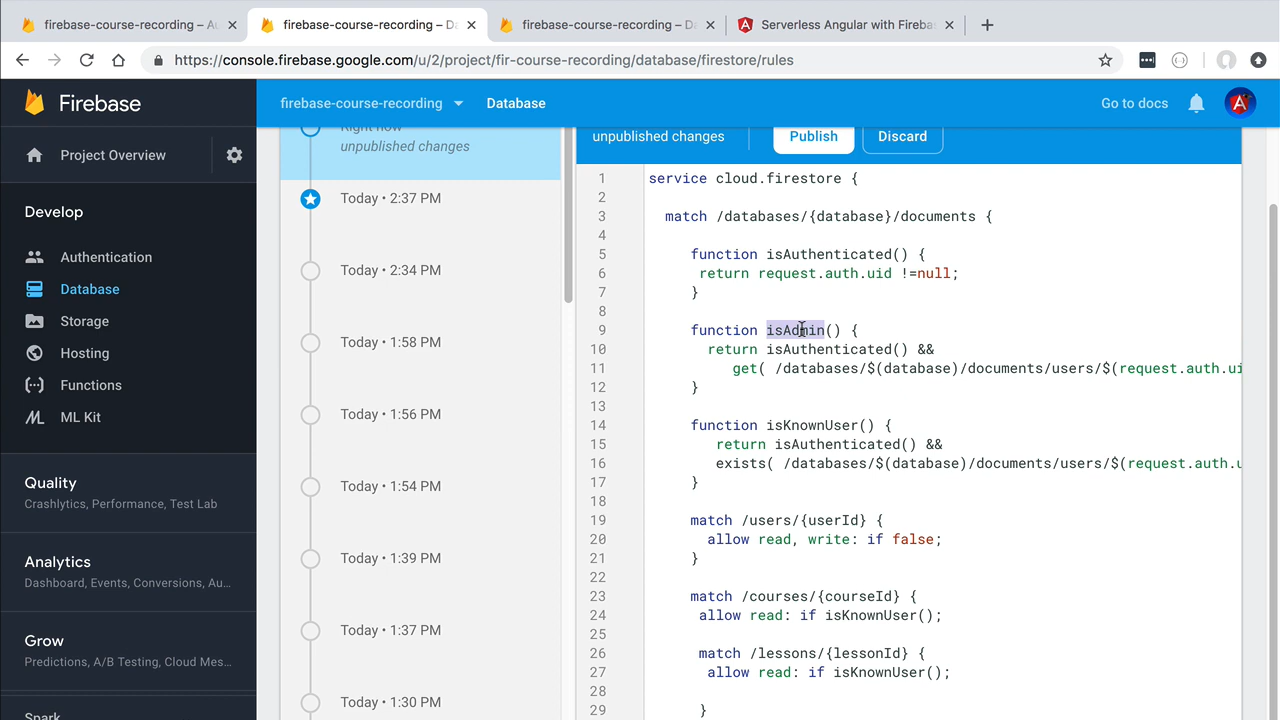 firebase-course-recording – Au
firebase-course-recording – Da
firebase-course-recording – Da
Serverless Angular with Firebas
https://console.firebase.google.com/u/2/project/fir-course-recording/database/firestore/rules
Firebase
firebase-course-recording
Database
Go to docs
Project Overview
Develop
Authentication
Database
Storage
Hosting
Functions
ML Kit
Quality
Crashlytics, Performance, Test Lab
Analytics
Dashboard, Events, Conversions, Au...
Grow
Predictions, A/B Testing, Cloud Mes...
Spark
Right now
unpublished changes
Today • 2:37 PM
Today • 2:34 PM
Today • 1:58 PM
Today • 1:56 PM
Today • 1:54 PM
Today • 1:39 PM
Today • 1:37 PM
Today • 1:30 PM
unpublished changes
Publish
Discard
1 service cloud.firestore {
2
3 match /databases/{database}/documents {
4
5 function isAuthenticated() {
6 return request.auth.uid !=null;
7 }
8
9 function isAdmin() {
10 return isAuthenticated() &&
11 get( /databases/$(database)/documents/users/$(request.auth.ui
12 }
13
14 function isKnownUser() {
15 return isAuthenticated() &&
16 exists( /databases/$(database)/documents/users/$(request.auth.u
17 }
18
19 match /users/{userId} {
20 allow read, write: if false;
21 }
22
23 match /courses/{courseId} {
24 allow read: if isKnownUser();
25
26 match /lessons/{lessonId} {
27 allow read: if isKnownUser();
28
29 }